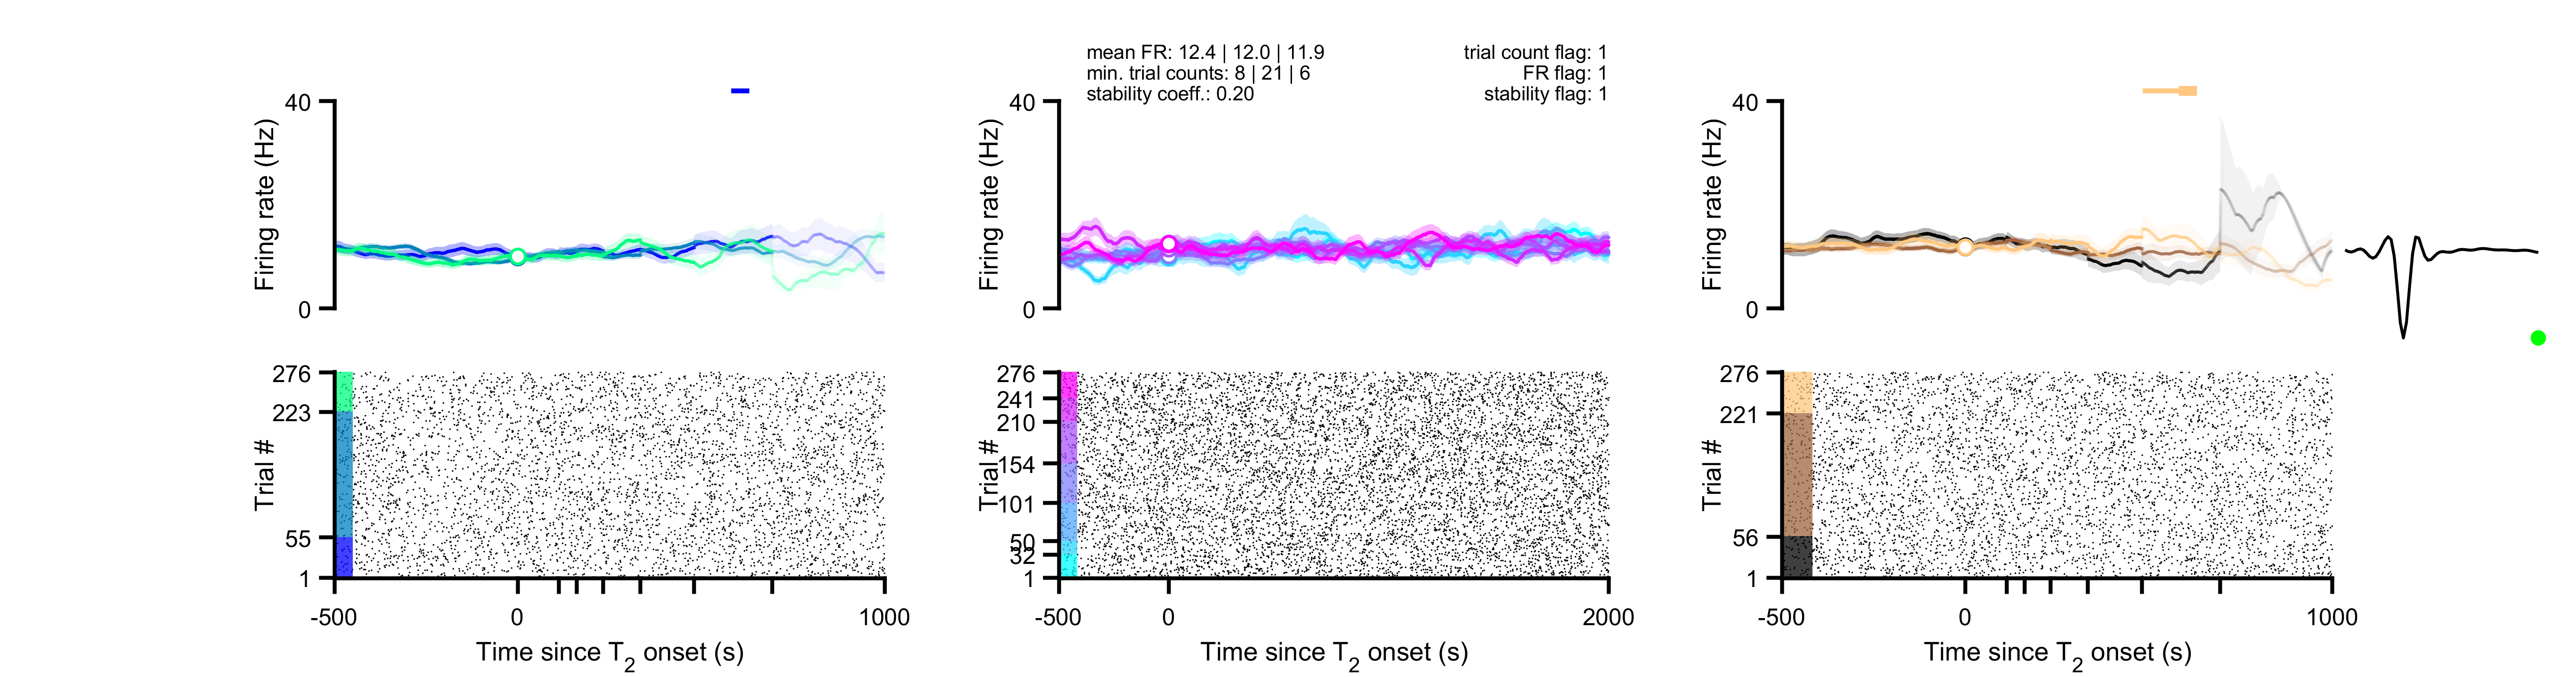 mean FR: 12.4 | 12.0 | 11.9
min. trial counts: 8 | 21 | 6
stability coeff.: 0.20
trial count flag: 1
FR flag: 1
stability flag: 1
40
Firing rate (Hz)
0
40
Firing rate (Hz)
0
40
Firing rate (Hz)
0
276
223
Trial #
55
1
-500
0
1000
Time since T2 onset (s)
276
241
210
Trial #
154
101
50
32
1
-500
0
2000
Time since T2 onset (s)
276
221
Trial #
56
1
-500
0
1000
Time since T2 onset (s)